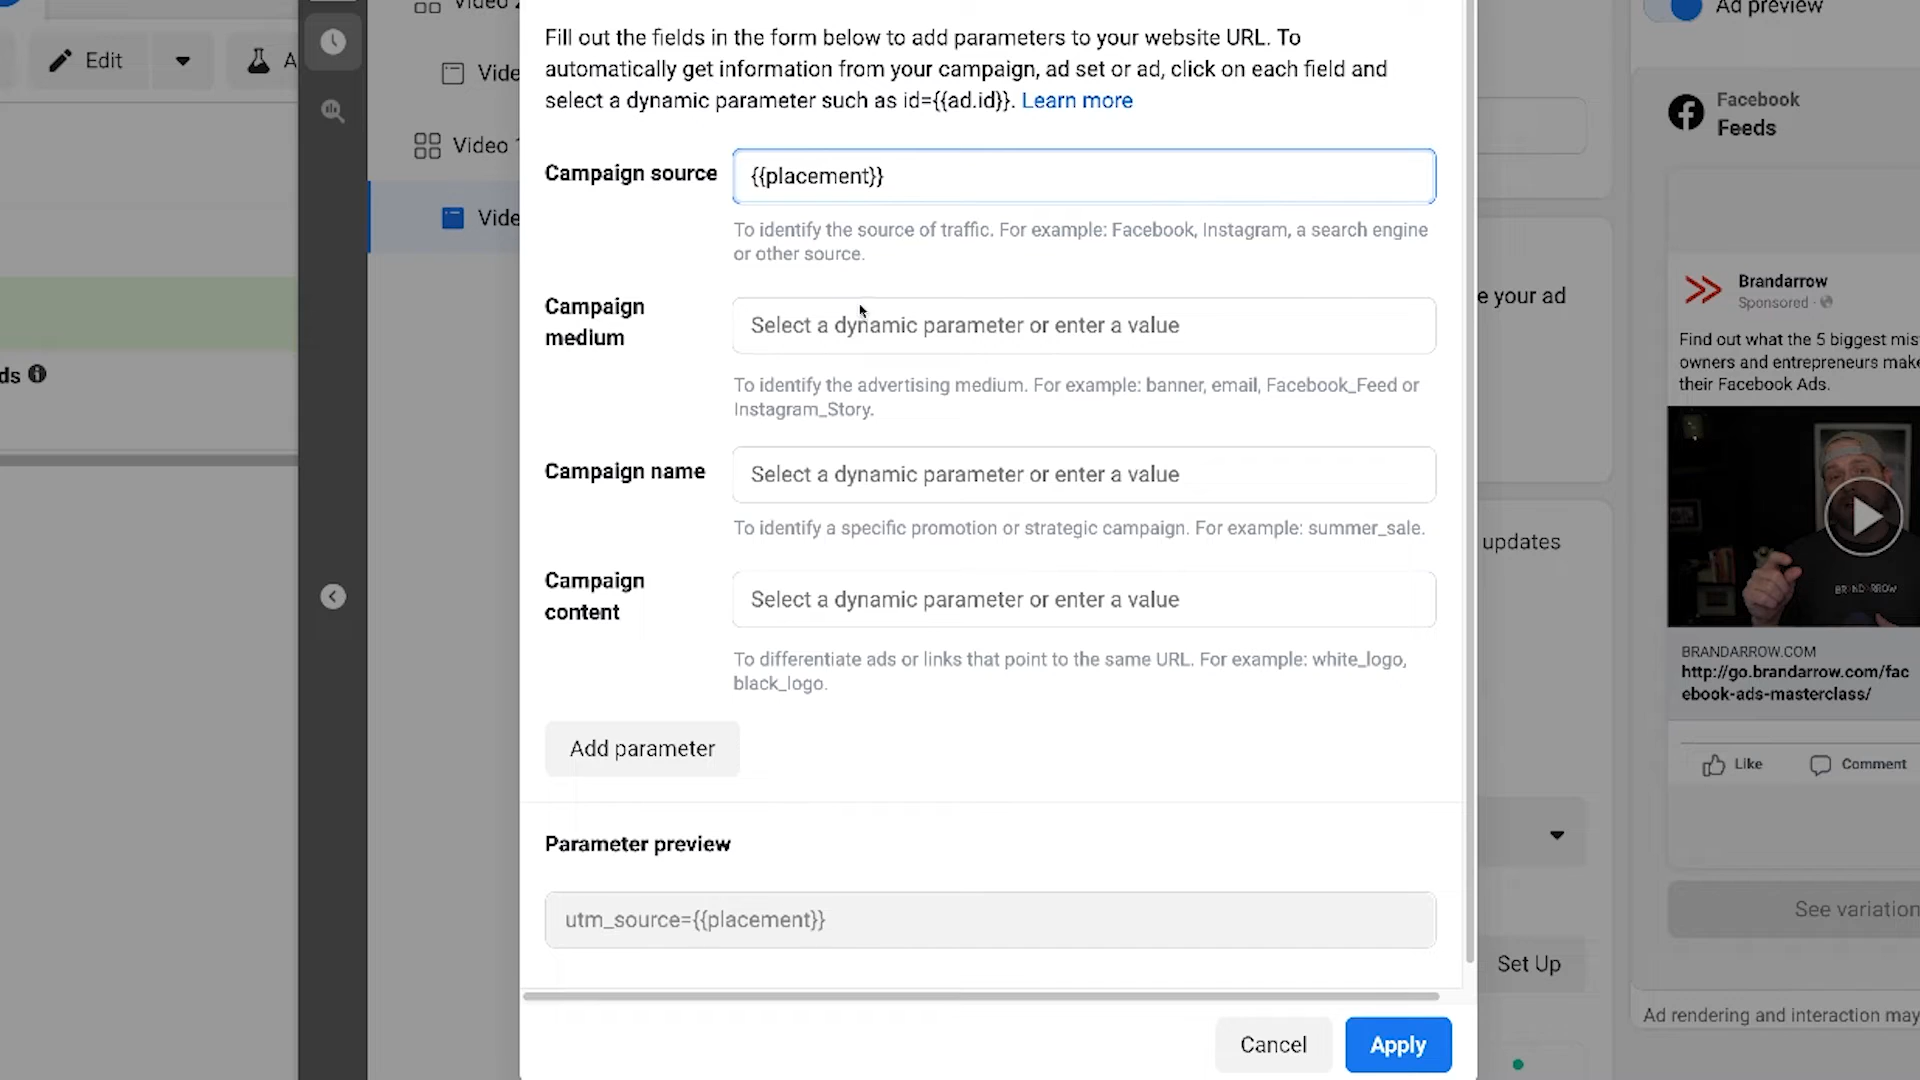 Edit
A
ds
Video
Vide
Video
Vide
Fill out the fields in the form below to add parameters to your website URL. To
automatically get information from your campaign, ad set or ad, click on each field and
select a dynamic parameter such as id={{ad.id}}. Learn more
Campaign source
{{placement}}
To identify the source of traffic. For example: Facebook, Instagram, a search engine
or other source.
Campaign
medium
Select a dynamic parameter or enter a value
To identify the advertising medium. For example: banner, email, Facebook_Feed or
Instagram_Story.
Campaign name
Select a dynamic parameter or enter a value
To identify a specific promotion or strategic campaign. For example: summer_sale.
Campaign
content
Select a dynamic parameter or enter a value
To differentiate ads or links that point to the same URL. For example: white_logo,
black_logo.
Add parameter
Parameter preview
utm_source={{placement}}
Cancel
Apply
e your ad
updates
Set Up
Ad preview
Facebook
Feeds
Brandarrow
Sponsored ·
Find out what the 5 biggest mis
owners and entrepreneurs make
their Facebook Ads.
BRANDARROW.COM
http://go.brandarrow.com/fac
ebook-ads-masterclass/
Like
Comment
See variation
Ad rendering and interaction may